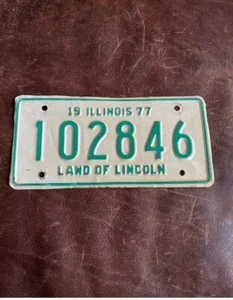 19 ILLINOIS 77
102846
LAND OF LINCOLN